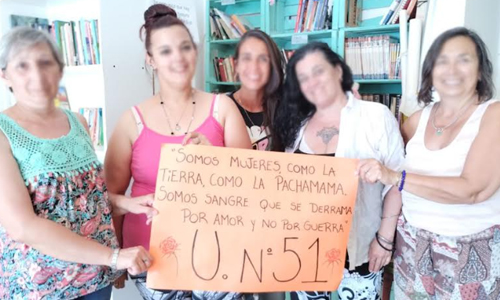 "SOMOS MUJERES, COMO LA
TIERRA, COMO LA PACHAMAMA.
SOMOS SANGRE QUE SE DERRAMA
POR AMOR Y NO POR GUERRA"
U. Nº 51